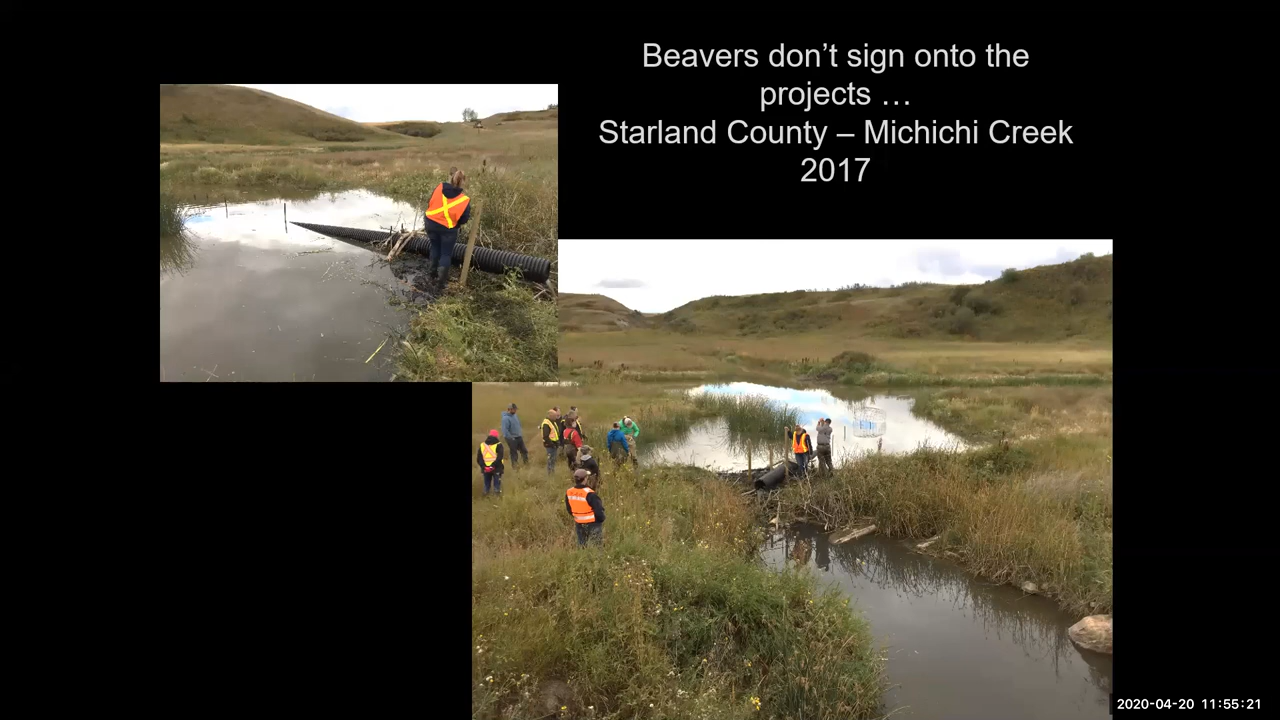 Beavers don’t sign onto the
projects …
Starland County – Michichi Creek
2017
2020-04-20 11:55:21